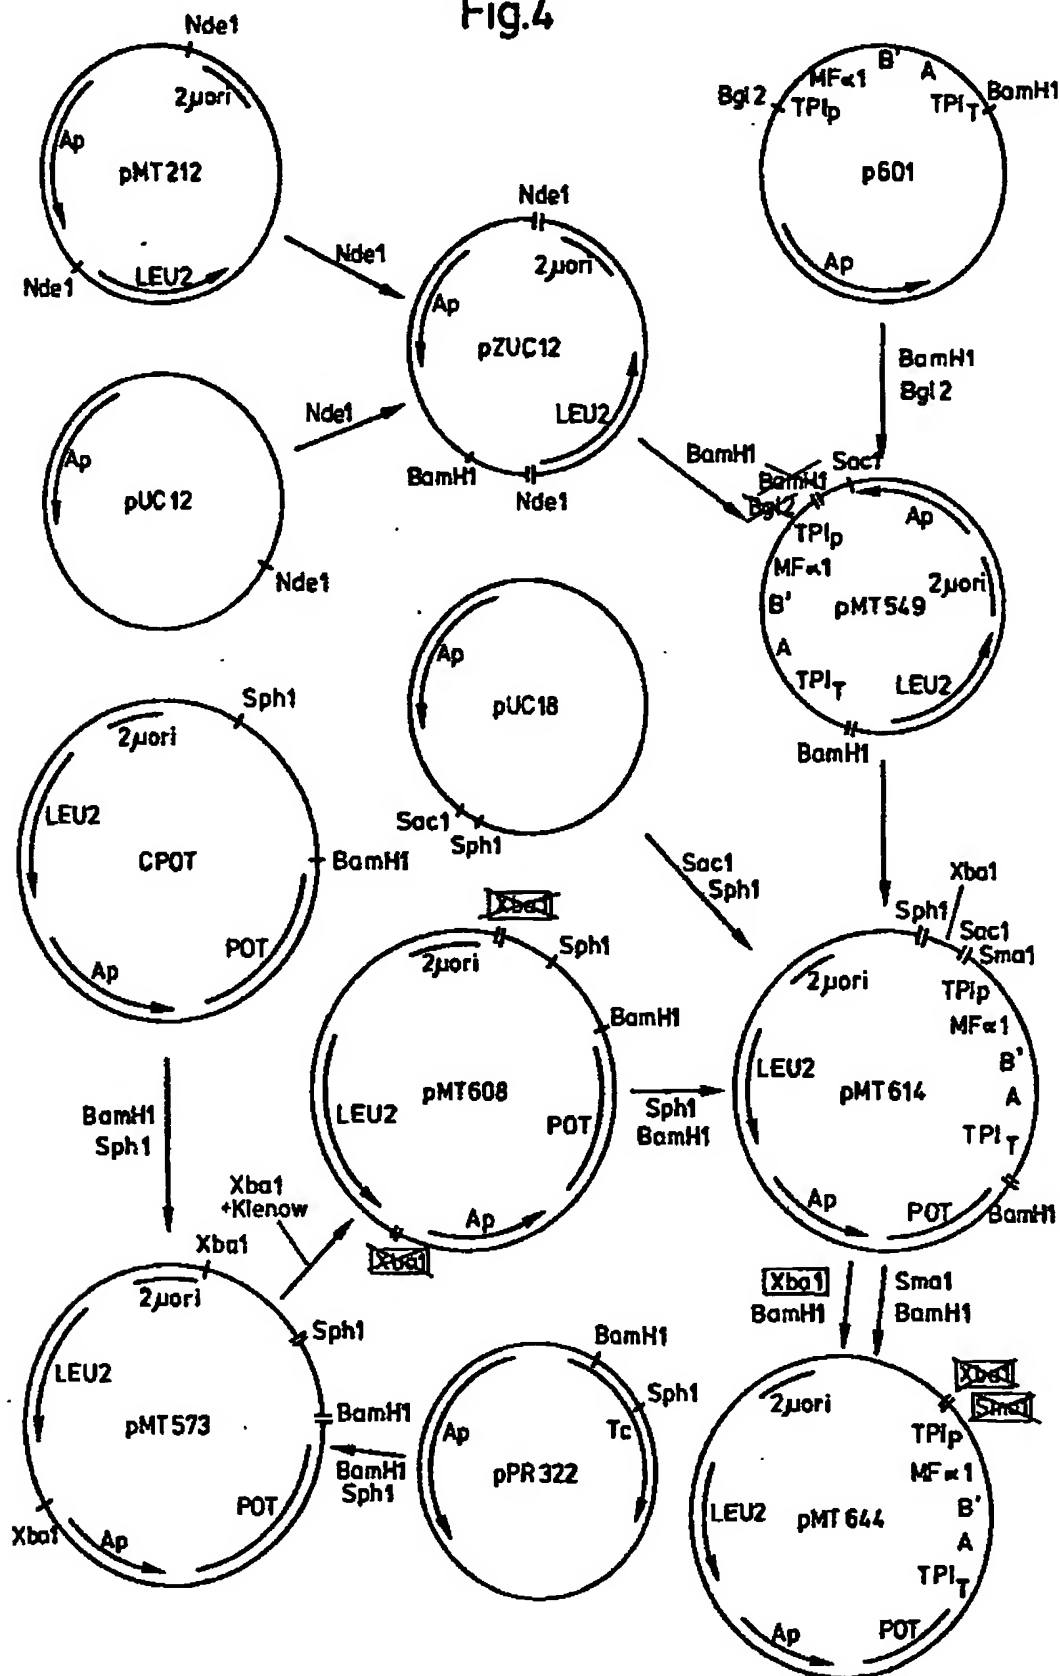 Fig.4
Nde1
2μori
Ap
pMT212
Nde1
LEU2
Nde1
Bgl2
MFα1
B'
A
BamH1
TPIp
TPIT
p601
Ap
Nde1
2μori
Ap
pZUC12
LEU2
BamH1
Nde1
Ap
pUC12
Nde1
Nde1
BamH1
Bgl2
BamH1
Sac1
BamH1
Bgl2
TPIp
Ap
MFα1
2μori
B'
pMT549
A
TPIT
LEU2
BamH1
Ap
pUC18
Sac1
Sph1
Sac1
Sph1
Sph1
2μori
LEU2
CPOT
BamH1
POT
Ap
BamH1
Sph1
Xba1
Sph1
2μori
BamH1
LEU2
pMT608
POT
Ap
Xba1
Xba1
+Klenow
Sph1
BamH1
Xba1
Sph1
Sac1
Sma1
2μori
TPIp
MFα1
LEU2
B'
pMT614
A
TPIT
Ap
POT
BamH1
Xba1
BamH1
Sma1
BamH1
Xba1
2μori
Sph1
LEU2
BamH1
pMT573
POT
Xba1
Ap
BamH1
Sph1
BamH1
Sph1
Ap
Tc
pPR322
2μori
Xba1
Sma1
TPIp
MFα1
LEU2
pMT644
B'
A
TPIT
Ap
POT